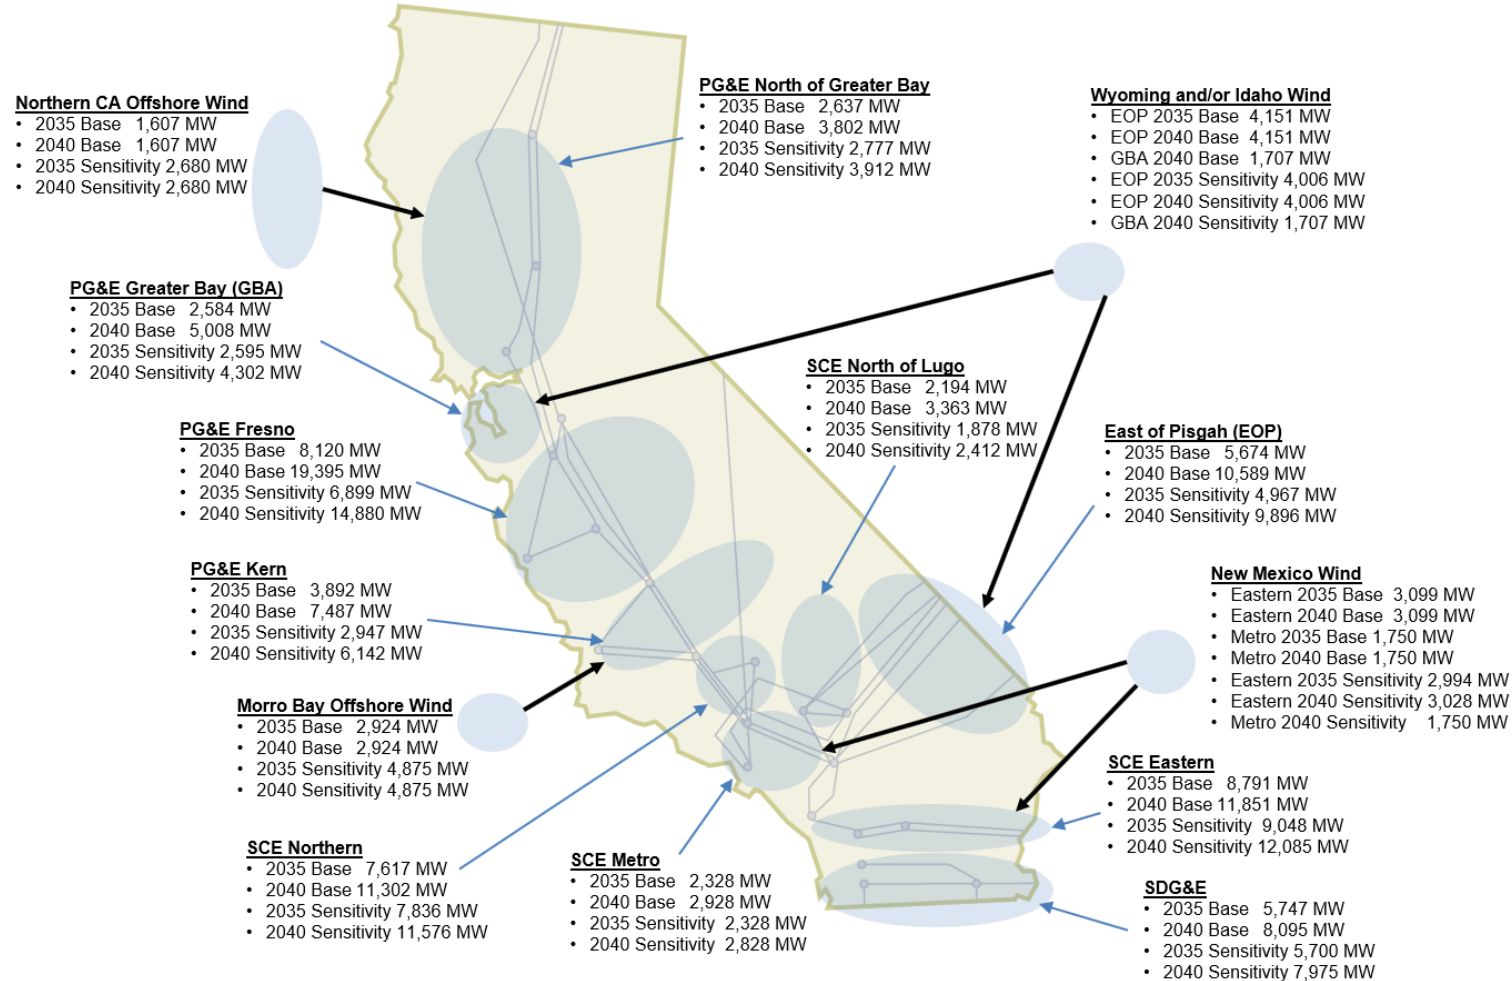 Northern CA Offshore Wind
• 2035 Base 1,607 MW
• 2040 Base 1,607 MW
• 2035 Sensitivity 2,680 MW
• 2040 Sensitivity 2,680 MW
PG&E North of Greater Bay
• 2035 Base 2,637 MW
• 2040 Base 3,802 MW
• 2035 Sensitivity 2,777 MW
• 2040 Sensitivity 3,912 MW
Wyoming and/or Idaho Wind
• EOP 2035 Base 4,151 MW
• EOP 2040 Base 4,151 MW
• GBA 2040 Base 1,707 MW
• EOP 2035 Sensitivity 4,006 MW
• EOP 2040 Sensitivity 4,006 MW
• GBA 2040 Sensitivity 1,707 MW
PG&E Greater Bay (GBA)
• 2035 Base 2,584 MW
• 2040 Base 5,008 MW
• 2035 Sensitivity 2,595 MW
• 2040 Sensitivity 4,302 MW
SCE North of Lugo
• 2035 Base 2,194 MW
• 2040 Base 3,363 MW
• 2035 Sensitivity 1,878 MW
• 2040 Sensitivity 2,412 MW
PG&E Fresno
• 2035 Base 8,120 MW
• 2040 Base 19,395 MW
• 2035 Sensitivity 6,899 MW
• 2040 Sensitivity 14,880 MW
East of Pisgah (EOP)
• 2035 Base 5,674 MW
• 2040 Base 10,589 MW
• 2035 Sensitivity 4,967 MW
• 2040 Sensitivity 9,896 MW
PG&E Kern
• 2035 Base 3,892 MW
• 2040 Base 7,487 MW
• 2035 Sensitivity 2,947 MW
• 2040 Sensitivity 6,142 MW
New Mexico Wind
• Eastern 2035 Base 3,099 MW
• Eastern 2040 Base 3,099 MW
• Metro 2035 Base 1,750 MW
• Metro 2040 Base 1,750 MW
• Eastern 2035 Sensitivity 2,994 MW
• Eastern 2040 Sensitivity 3,028 MW
• Metro 2040 Sensitivity 1,750 MW
Morro Bay Offshore Wind
• 2035 Base 2,924 MW
• 2040 Base 2,924 MW
• 2035 Sensitivity 4,875 MW
• 2040 Sensitivity 4,875 MW
SCE Eastern
• 2035 Base 8,791 MW
• 2040 Base 11,851 MW
• 2035 Sensitivity 9,048 MW
• 2040 Sensitivity 12,085 MW
SCE Northern
• 2035 Base 7,617 MW
• 2040 Base 11,302 MW
• 2035 Sensitivity 7,836 MW
• 2040 Sensitivity 11,576 MW
SCE Metro
• 2035 Base 2,328 MW
• 2040 Base 2,928 MW
• 2035 Sensitivity 2,328 MW
• 2040 Sensitivity 2,828 MW
SDG&E
• 2035 Base 5,747 MW
• 2040 Base 8,095 MW
• 2035 Sensitivity 5,700 MW
• 2040 Sensitivity 7,975 MW